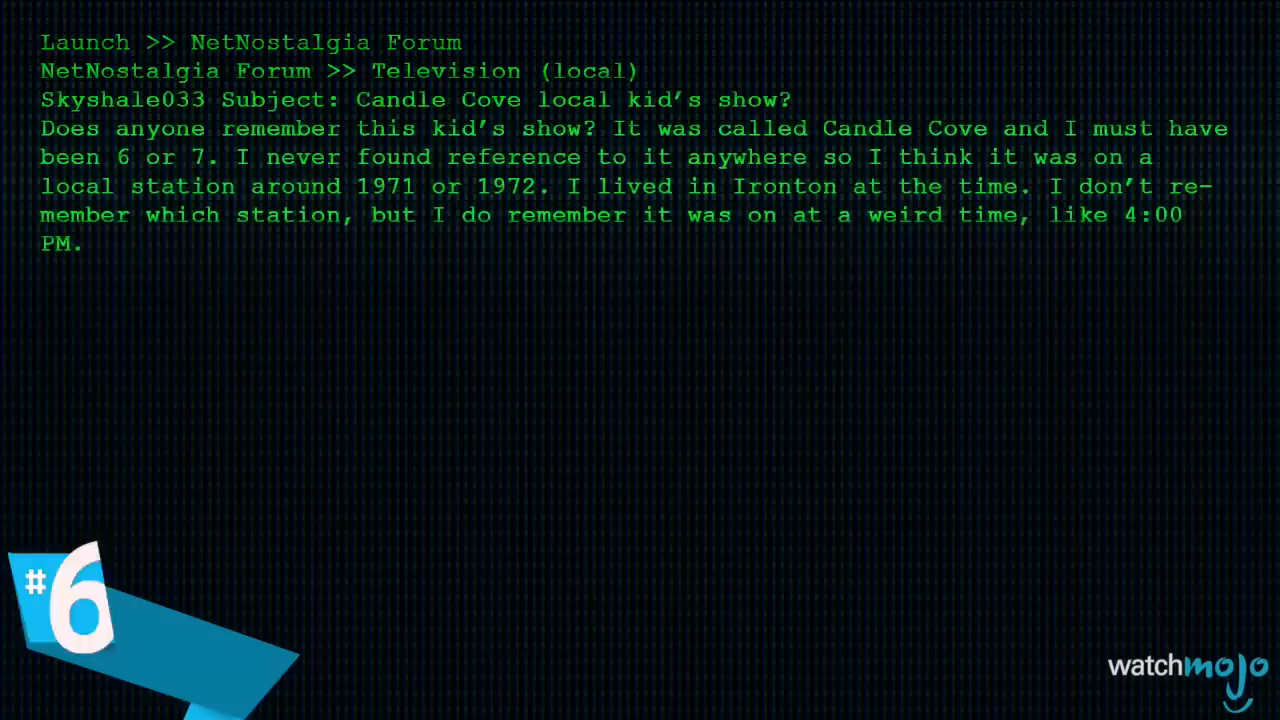 Launch >> NetNostalgia Forum
NetNostalgia Forum >> Television (local)
Skyshale033 Subject: Candle Cove local kid’s show?
Does anyone remember this kid’s show? It was called Candle Cove and I must have
been 6 or 7. I never found reference to it anywhere so I think it was on a
local station around 1971 or 1972. I lived in Ironton at the time. I don’t re-
member which station, but I do remember it was on at a weird time, like 4:00
PM.
#6
watchmojo